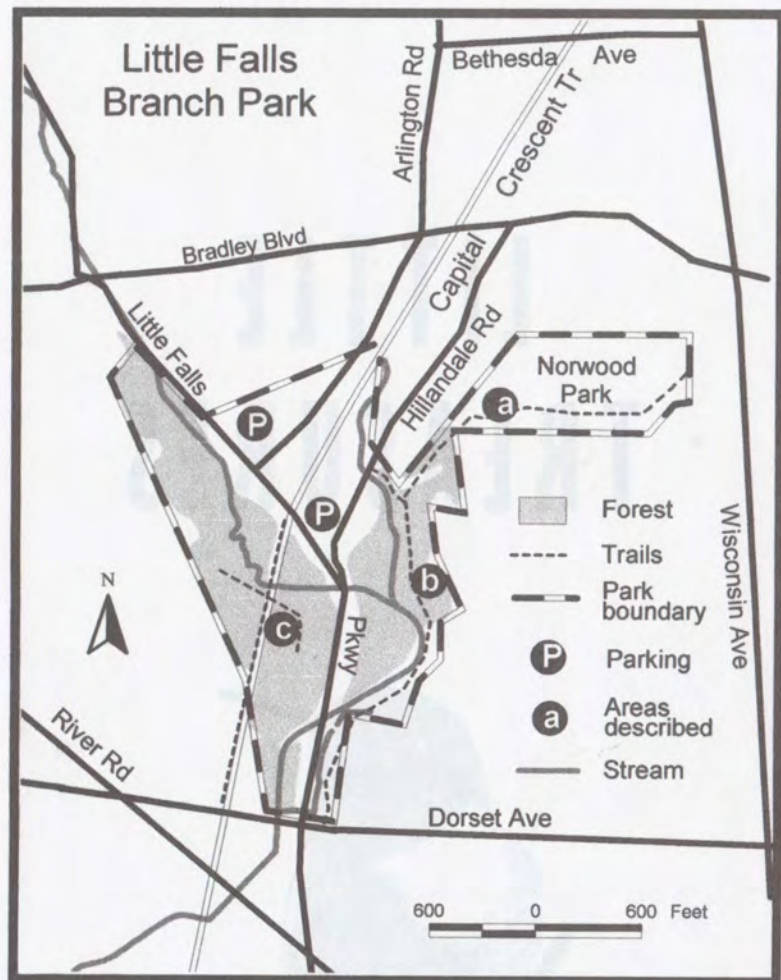 Little Falls
Branch Park
Arlington Rd
Bethesda Ave
Capital Crescent Tr
Bradley Blvd
Little Falls Pkwy
Hillandale Rd
Norwood
Park
a
P
P
b
c
N
Forest
Trails
Park
boundary
P Parking
a Areas
described
Stream
Wisconsin Ave
River Rd
Dorset Ave
600 0 600 Feet